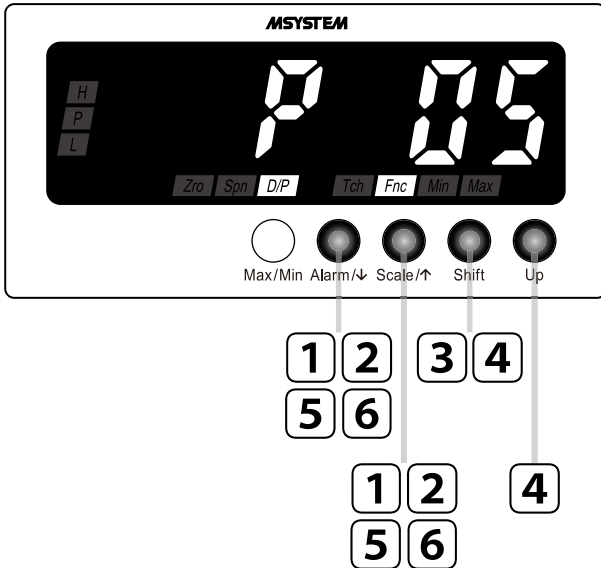 MSYSTEM
P 05
H
P
L
Zro Spn D/P Tch Fnc Min Max
Max/Min Alarm/↓ Scale/↑ Shift Up
1 2 3 4
5 6
1 2 4
5 6